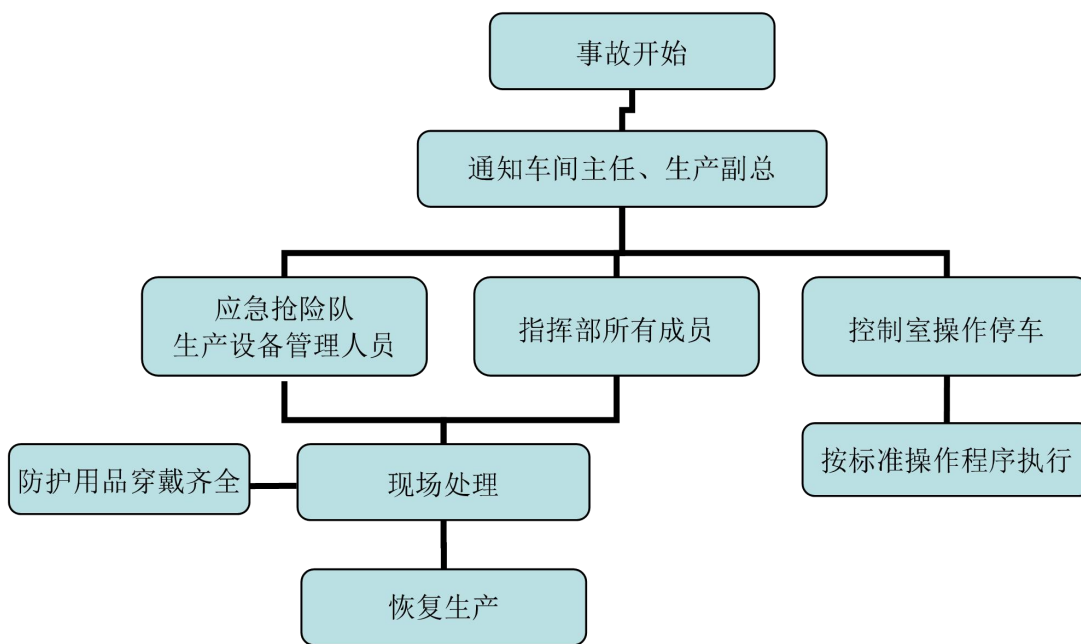 事故开始
通知车间主任、生产副总
应急抢险队
生产设备管理人员
指挥部所有成员
控制室操作停车
防护用品穿戴齐全
现场处理
按标准操作程序执行
恢复生产